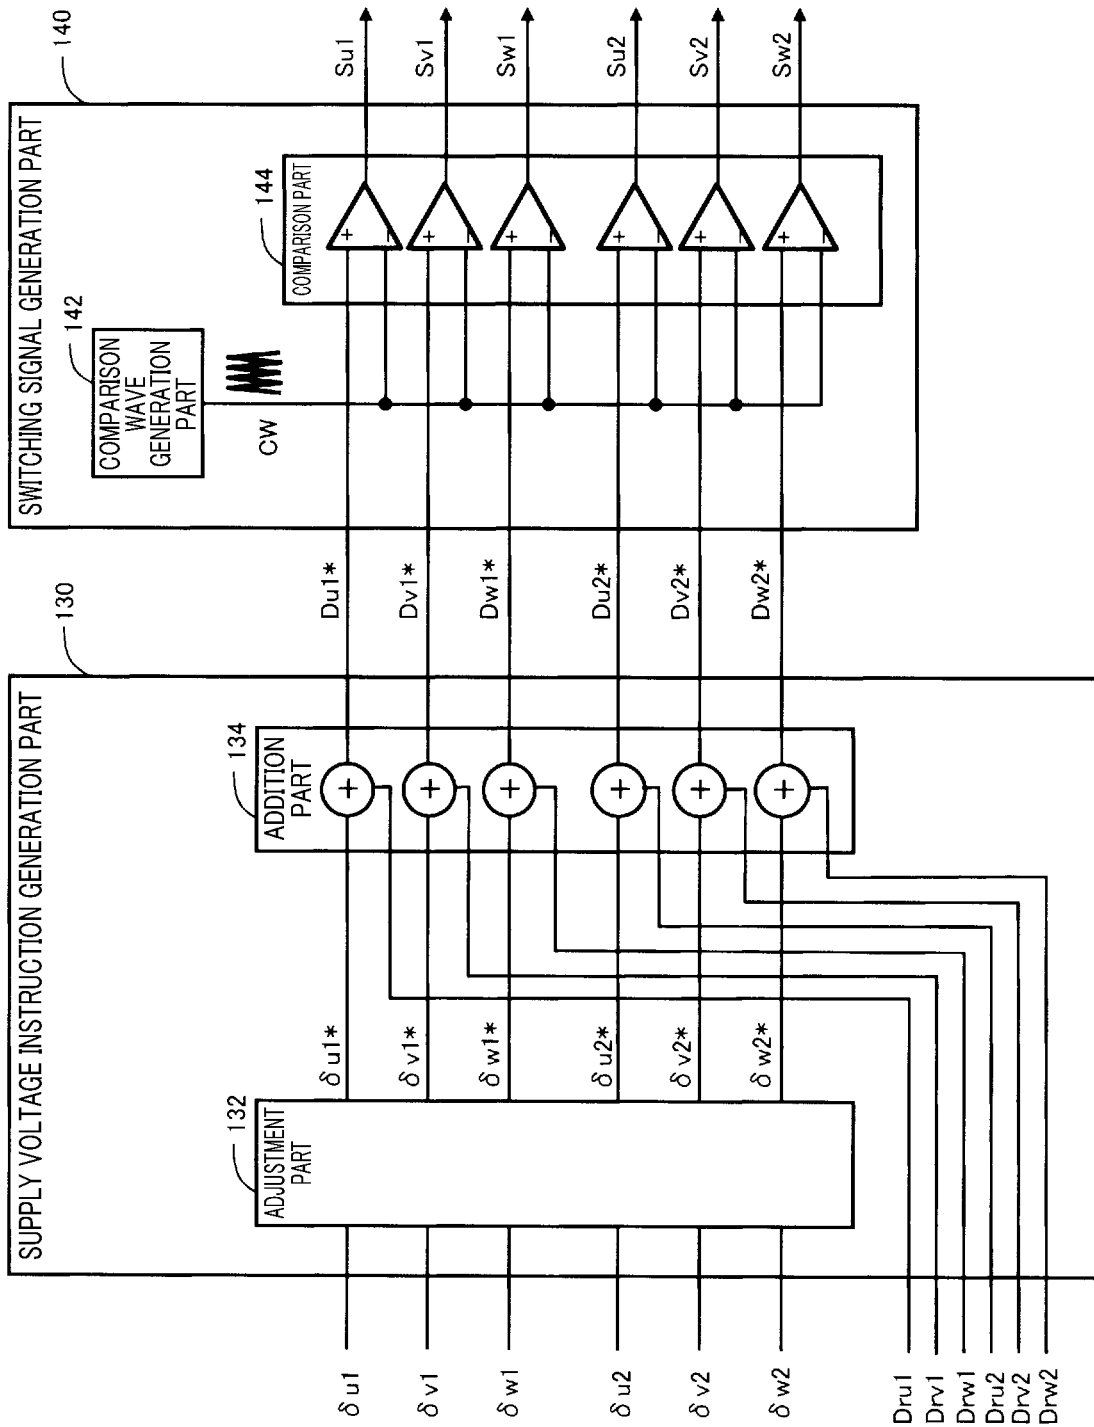 SUPPLY VOLTAGE INSTRUCTION GENERATION PART
130
ADJUSTMENT
PART
132
ADDITION
PART
134
δu1
δv1
δw1
δu2
δv2
δw2
Dru1
Drv1
Drw1
Dru2
Drv2
Drw2
δu1*
δv1*
δw1*
δu2*
δv2*
δw2*
+
+
+
+
+
+
Du1*
Dv1*
Dw1*
Du2*
Dv2*
Dw2*
SWITCHING SIGNAL GENERATION PART
140
COMPARISON
WAVE
GENERATION
PART
142
CW
COMPARISON PART
144
+ −
+ −
+ −
+ −
+ −
+ −
Su1
Sv1
Sw1
Su2
Sv2
Sw2